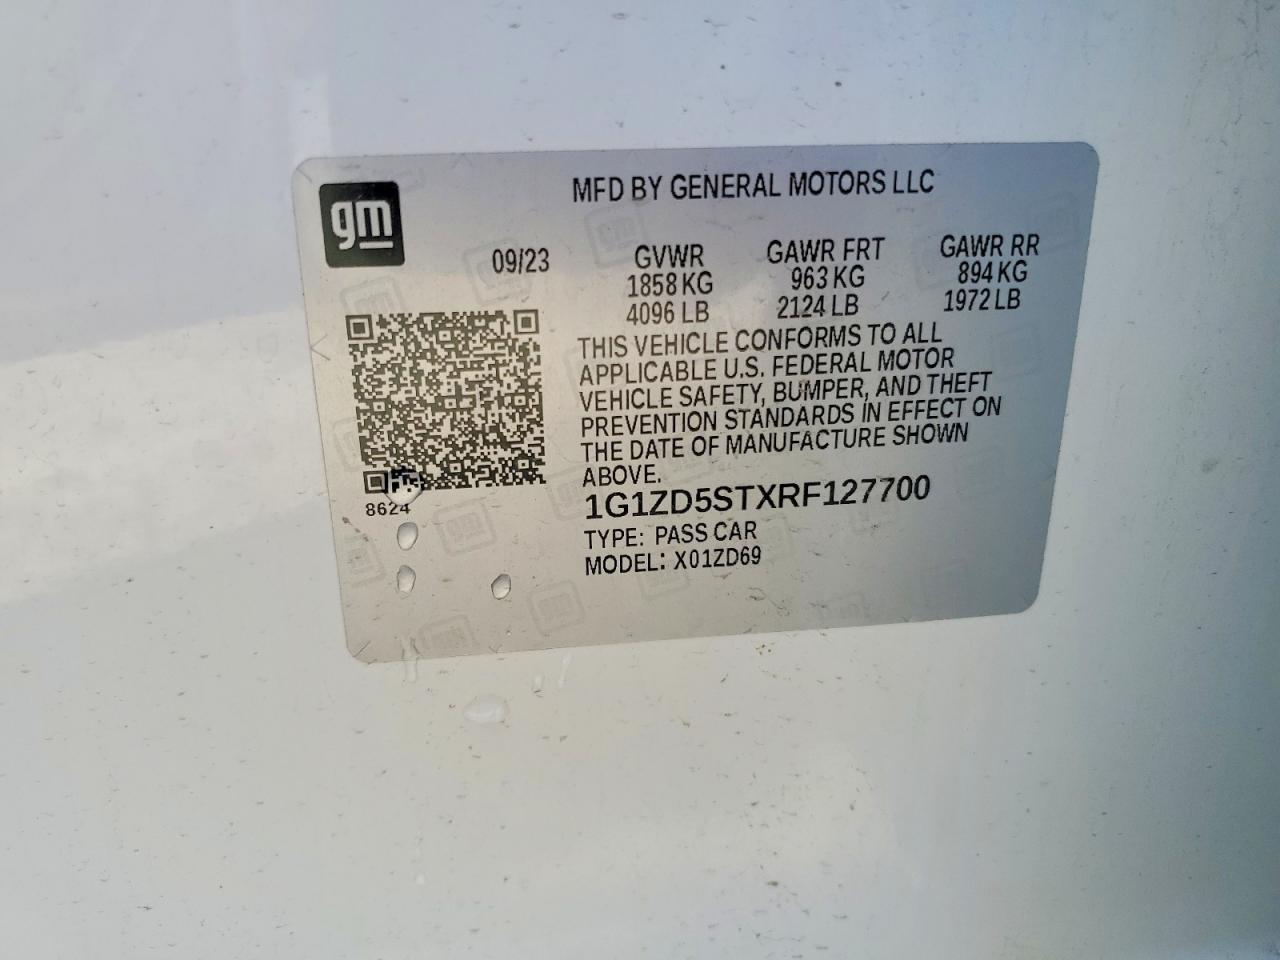 gm
MFD BY GENERAL MOTORS LLC
09/23 GVWR GAWR FRT GAWR RR
1858 KG 963 KG 894 KG
4096 LB 2124 LB 1972 LB
THIS VEHICLE CONFORMS TO ALL
APPLICABLE U.S. FEDERAL MOTOR
VEHICLE SAFETY, BUMPER, AND THEFT
PREVENTION STANDARDS IN EFFECT ON
THE DATE OF MANUFACTURE SHOWN
ABOVE.
8624
1G1ZD5STXRF127700
TYPE: PASS CAR
MODEL: X01ZD69